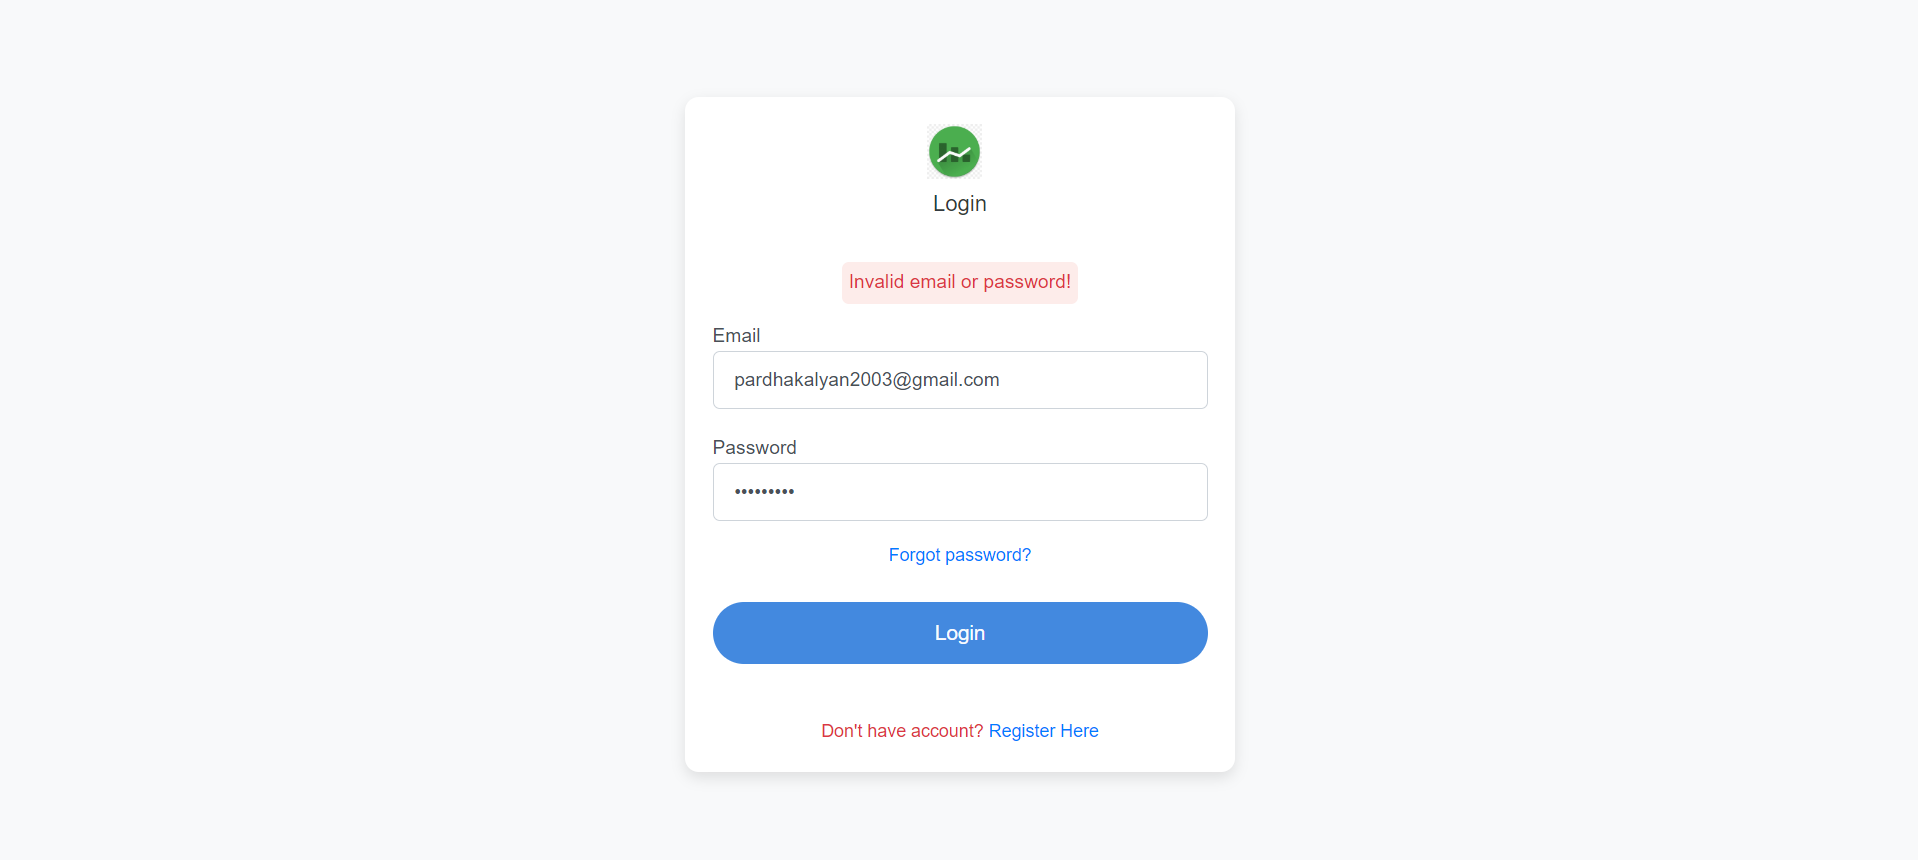 Login
Invalid email or password!
Email
pardhakalyan2003@gmail.com
Password
•••••••••
Forgot password?
Login
Don't have account? Register Here